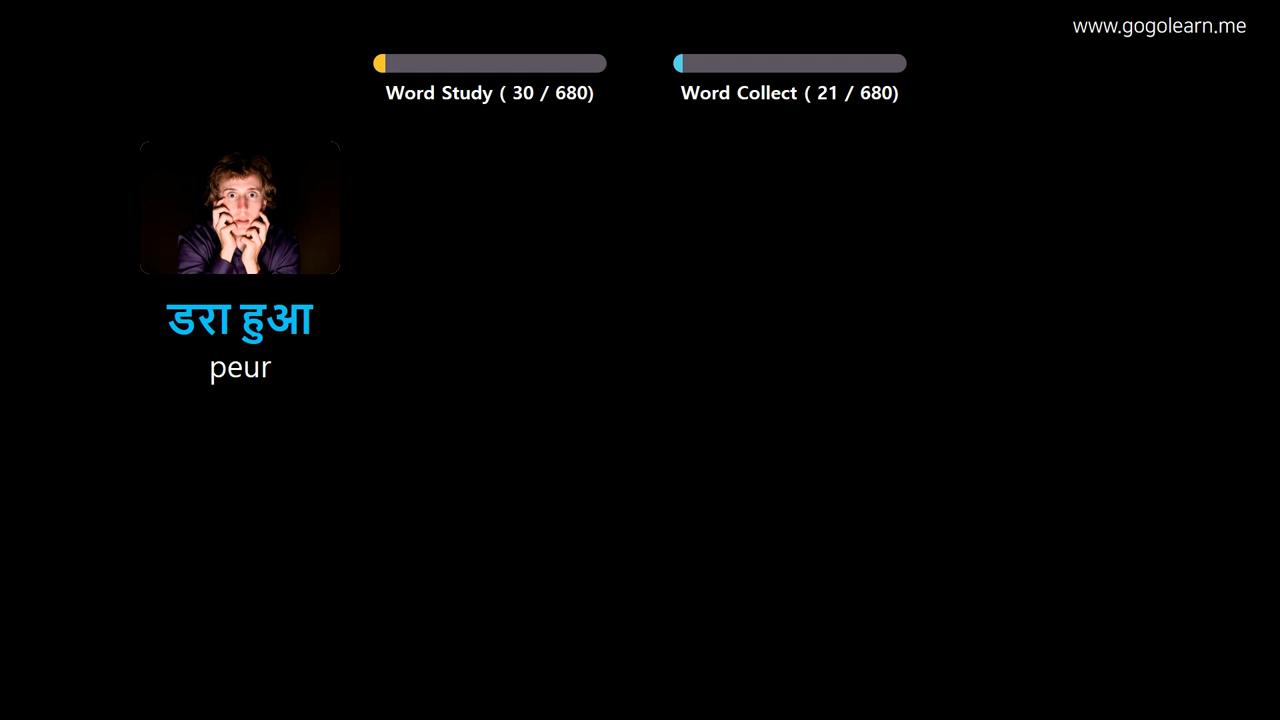 www.gogolearn.me
Word Study ( 30 / 680)
Word Collect ( 21 / 680)
डरा हुआ
peur